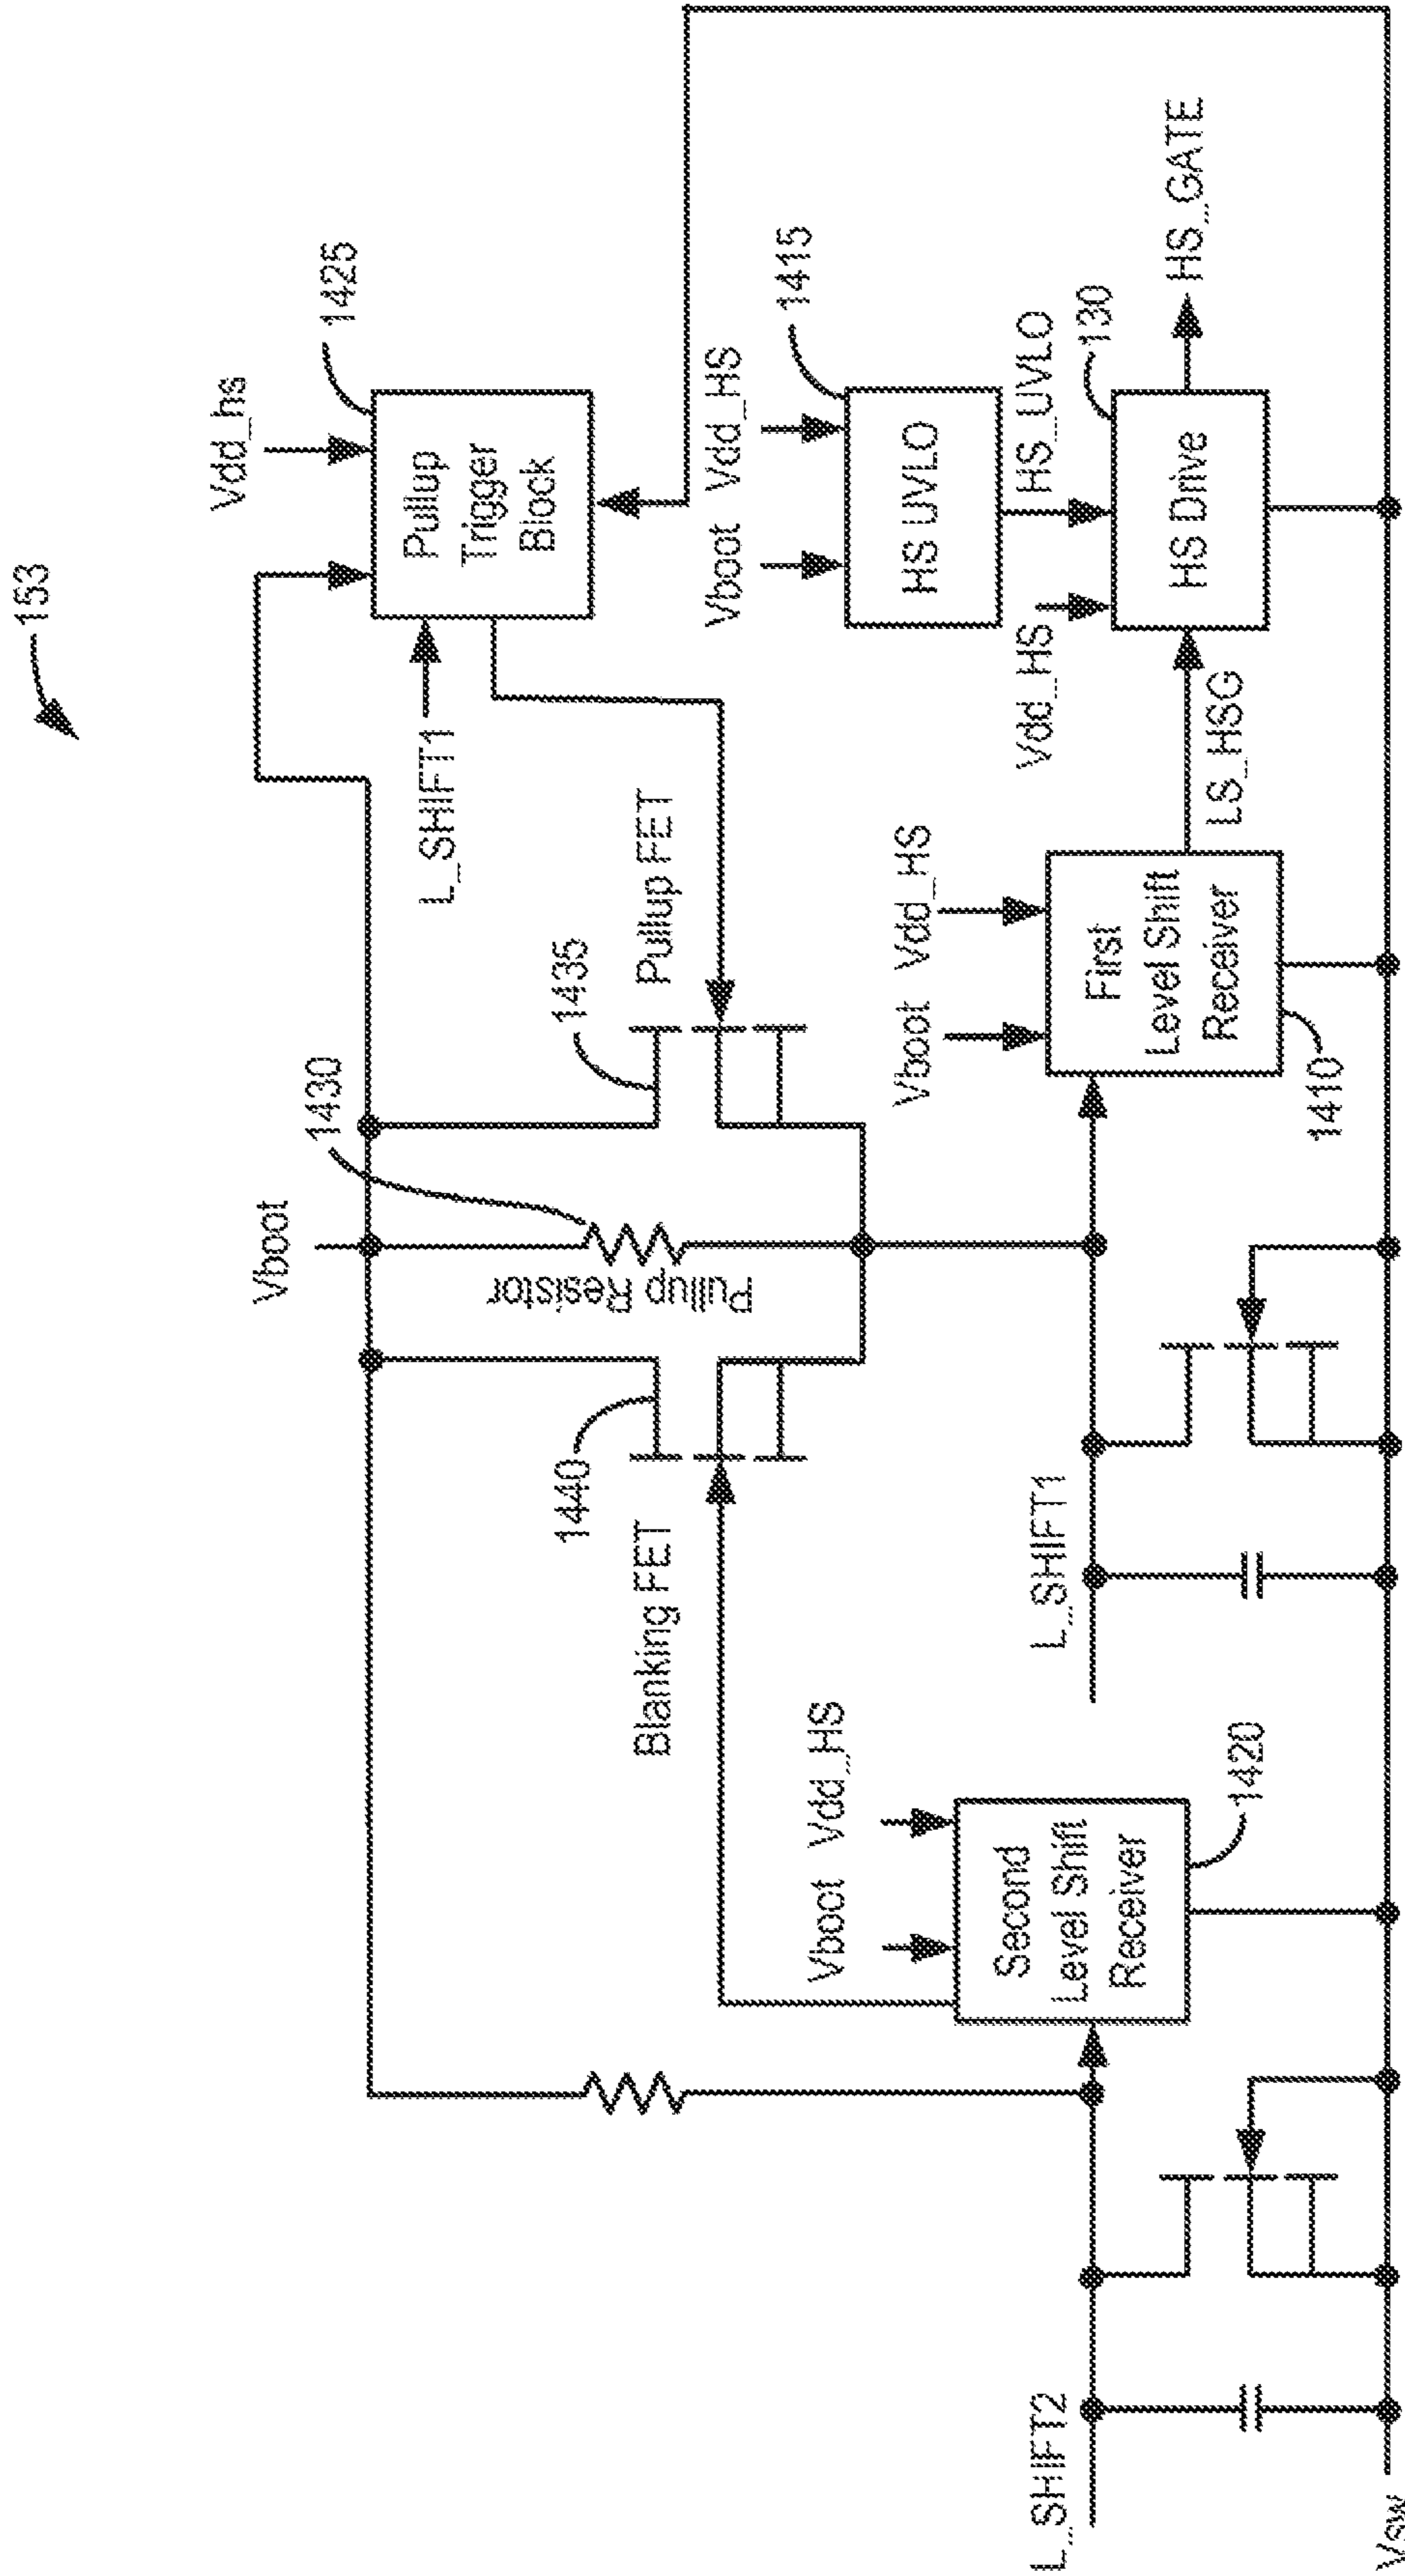 153
Vdd_hs
1425
Pullup
Trigger
Block
L_SHIFT1
Vboot
1430
Pullup Resistor
1435
Pullup FET
1440
Blanking FET
Vboot
Vdd_HS
1415
HS UVLO
HS_UVLO
Vdd_HS
130
HS Drive
HS_GATE
LS_HSG
Vboot
Vdd_HS
First
Level Shift
Receiver
1410
L_SHIFT1
Vboot
Vdd_HS
Second
Level Shift
Receiver
1420
L_SHIFT2
Vsw